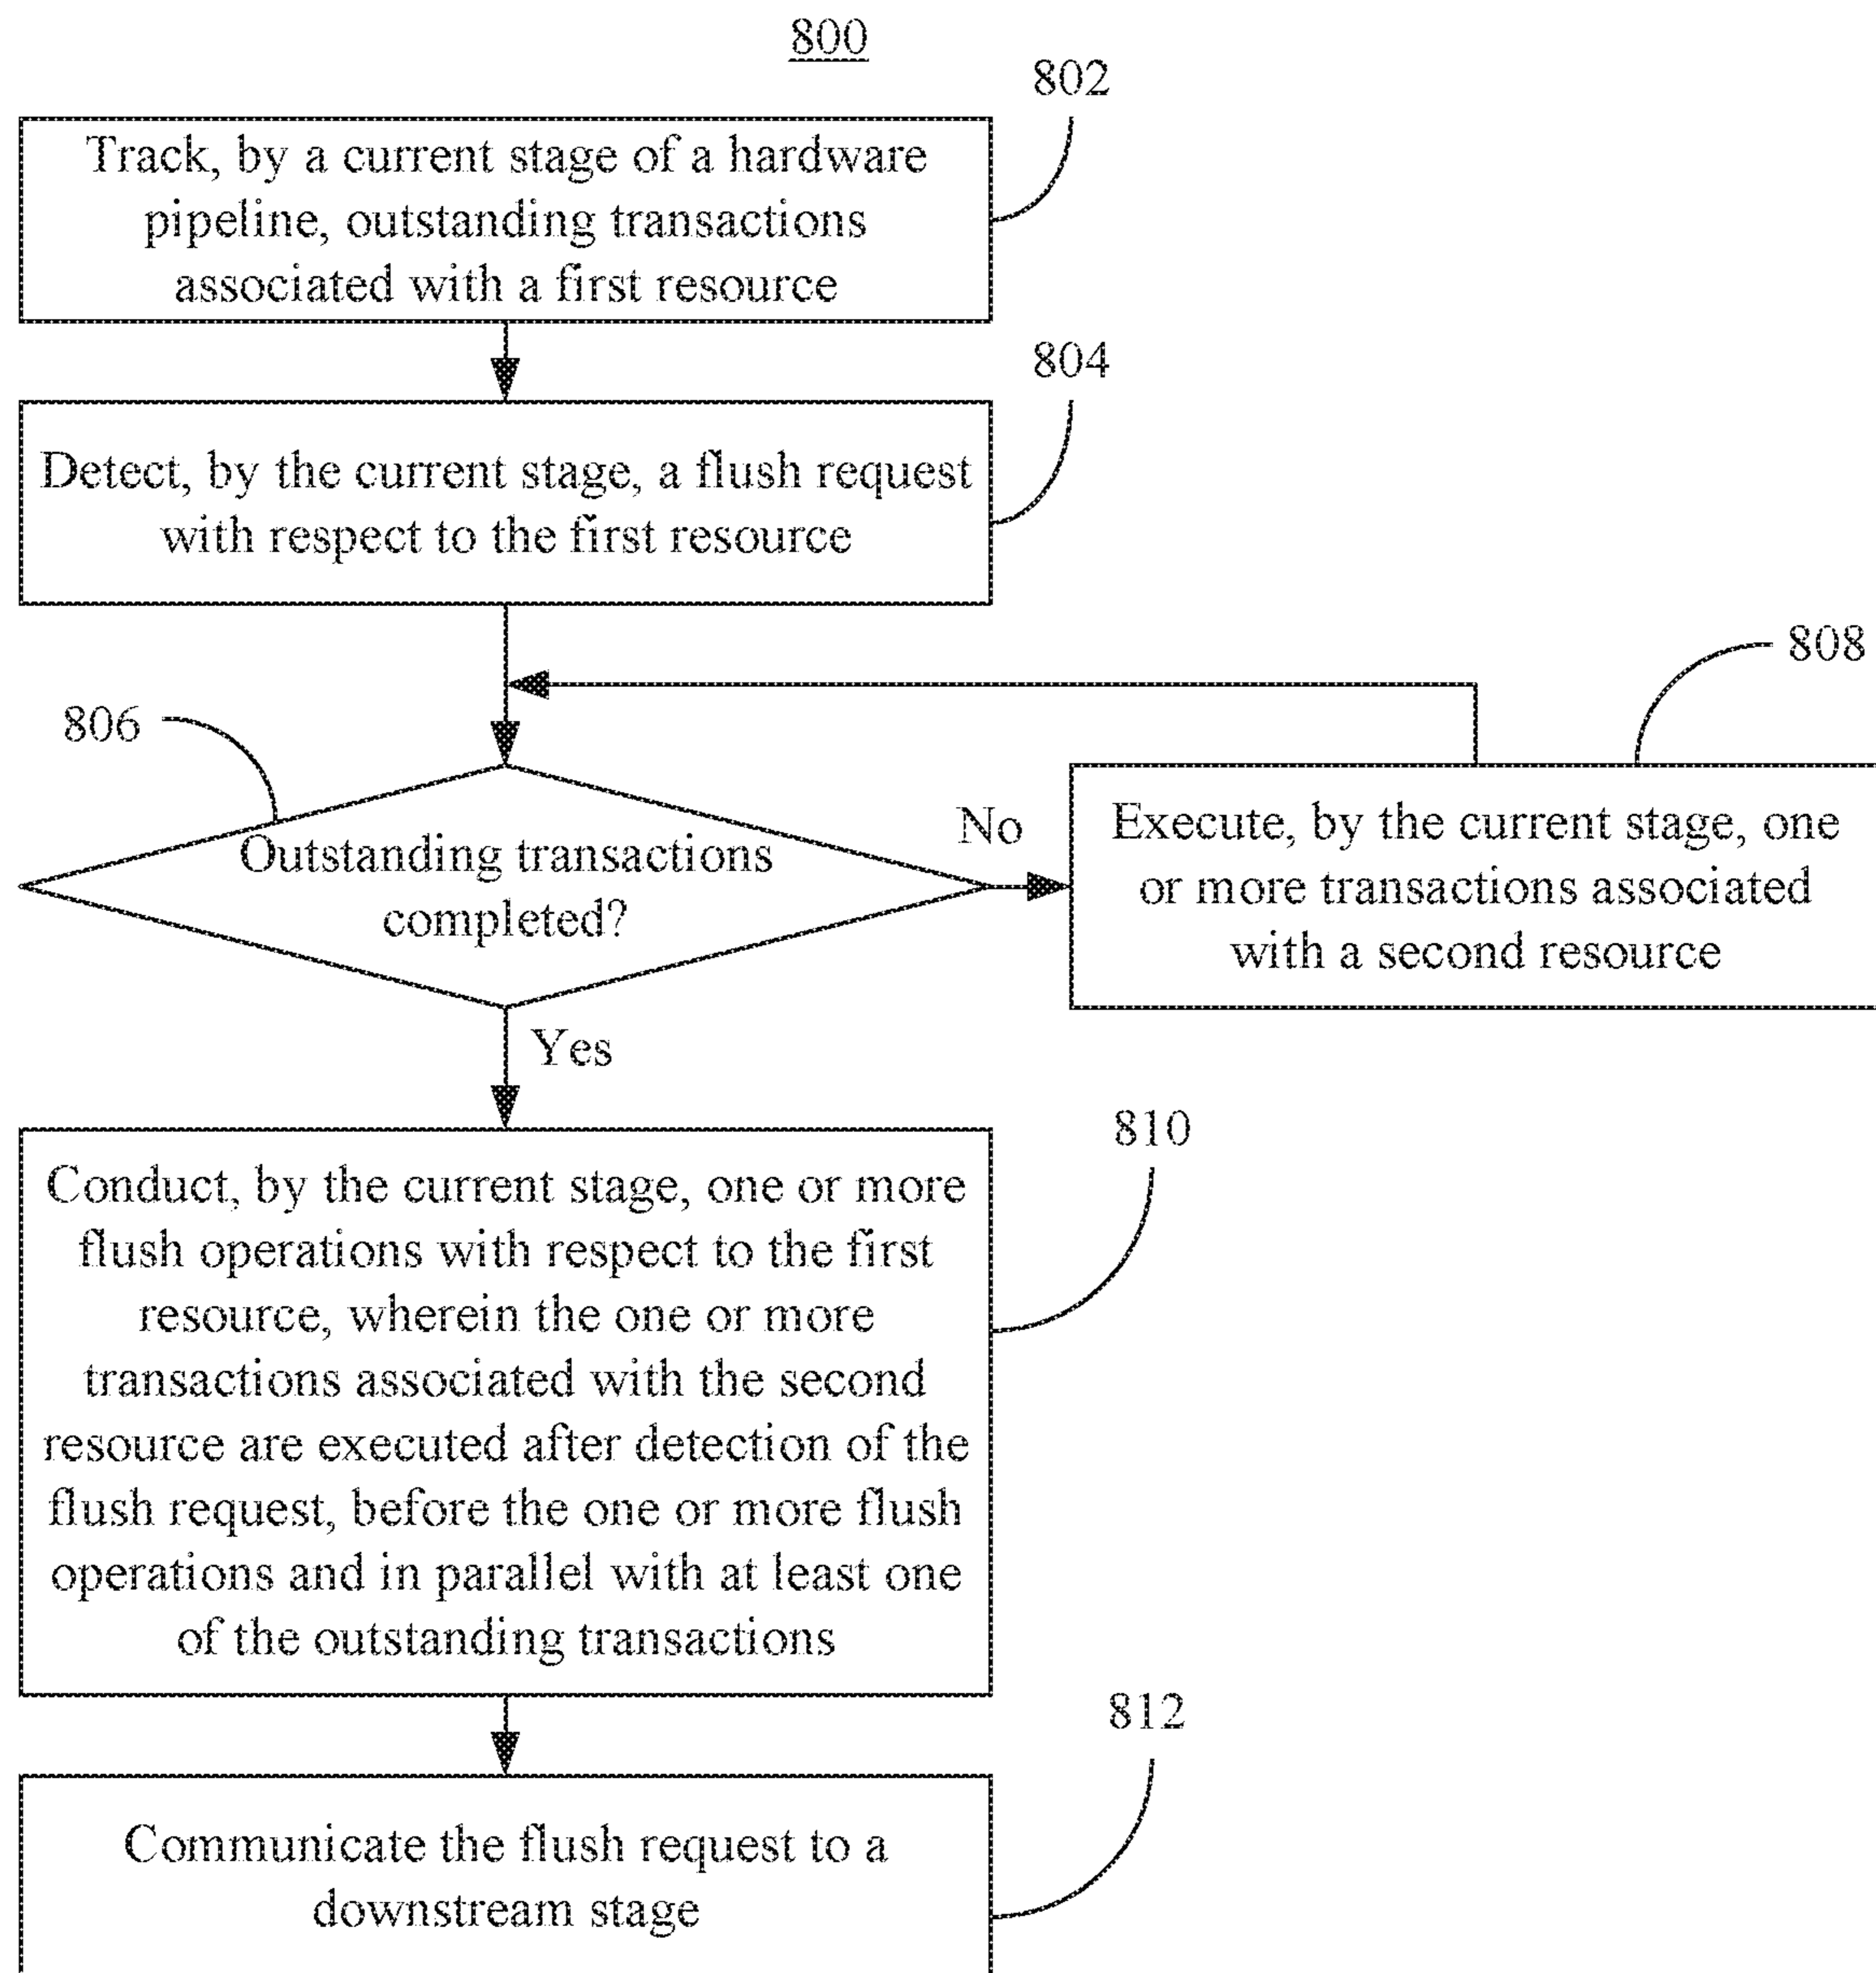 800
802
Track, by a current stage of a hardware
pipeline, outstanding transactions
associated with a first resource
804
Detect, by the current stage, a flush request
with respect to the first resource
808
806
Outstanding transactions
completed?
No
Execute, by the current stage, one
or more transactions associated
with a second resource
Yes
810
Conduct, by the current stage, one or more
flush operations with respect to the first
resource, wherein the one or more
transactions associated with the second
resource are executed after detection of the
flush request, before the one or more flush
operations and in parallel with at least one
of the outstanding transactions
812
Communicate the flush request to a
downstream stage